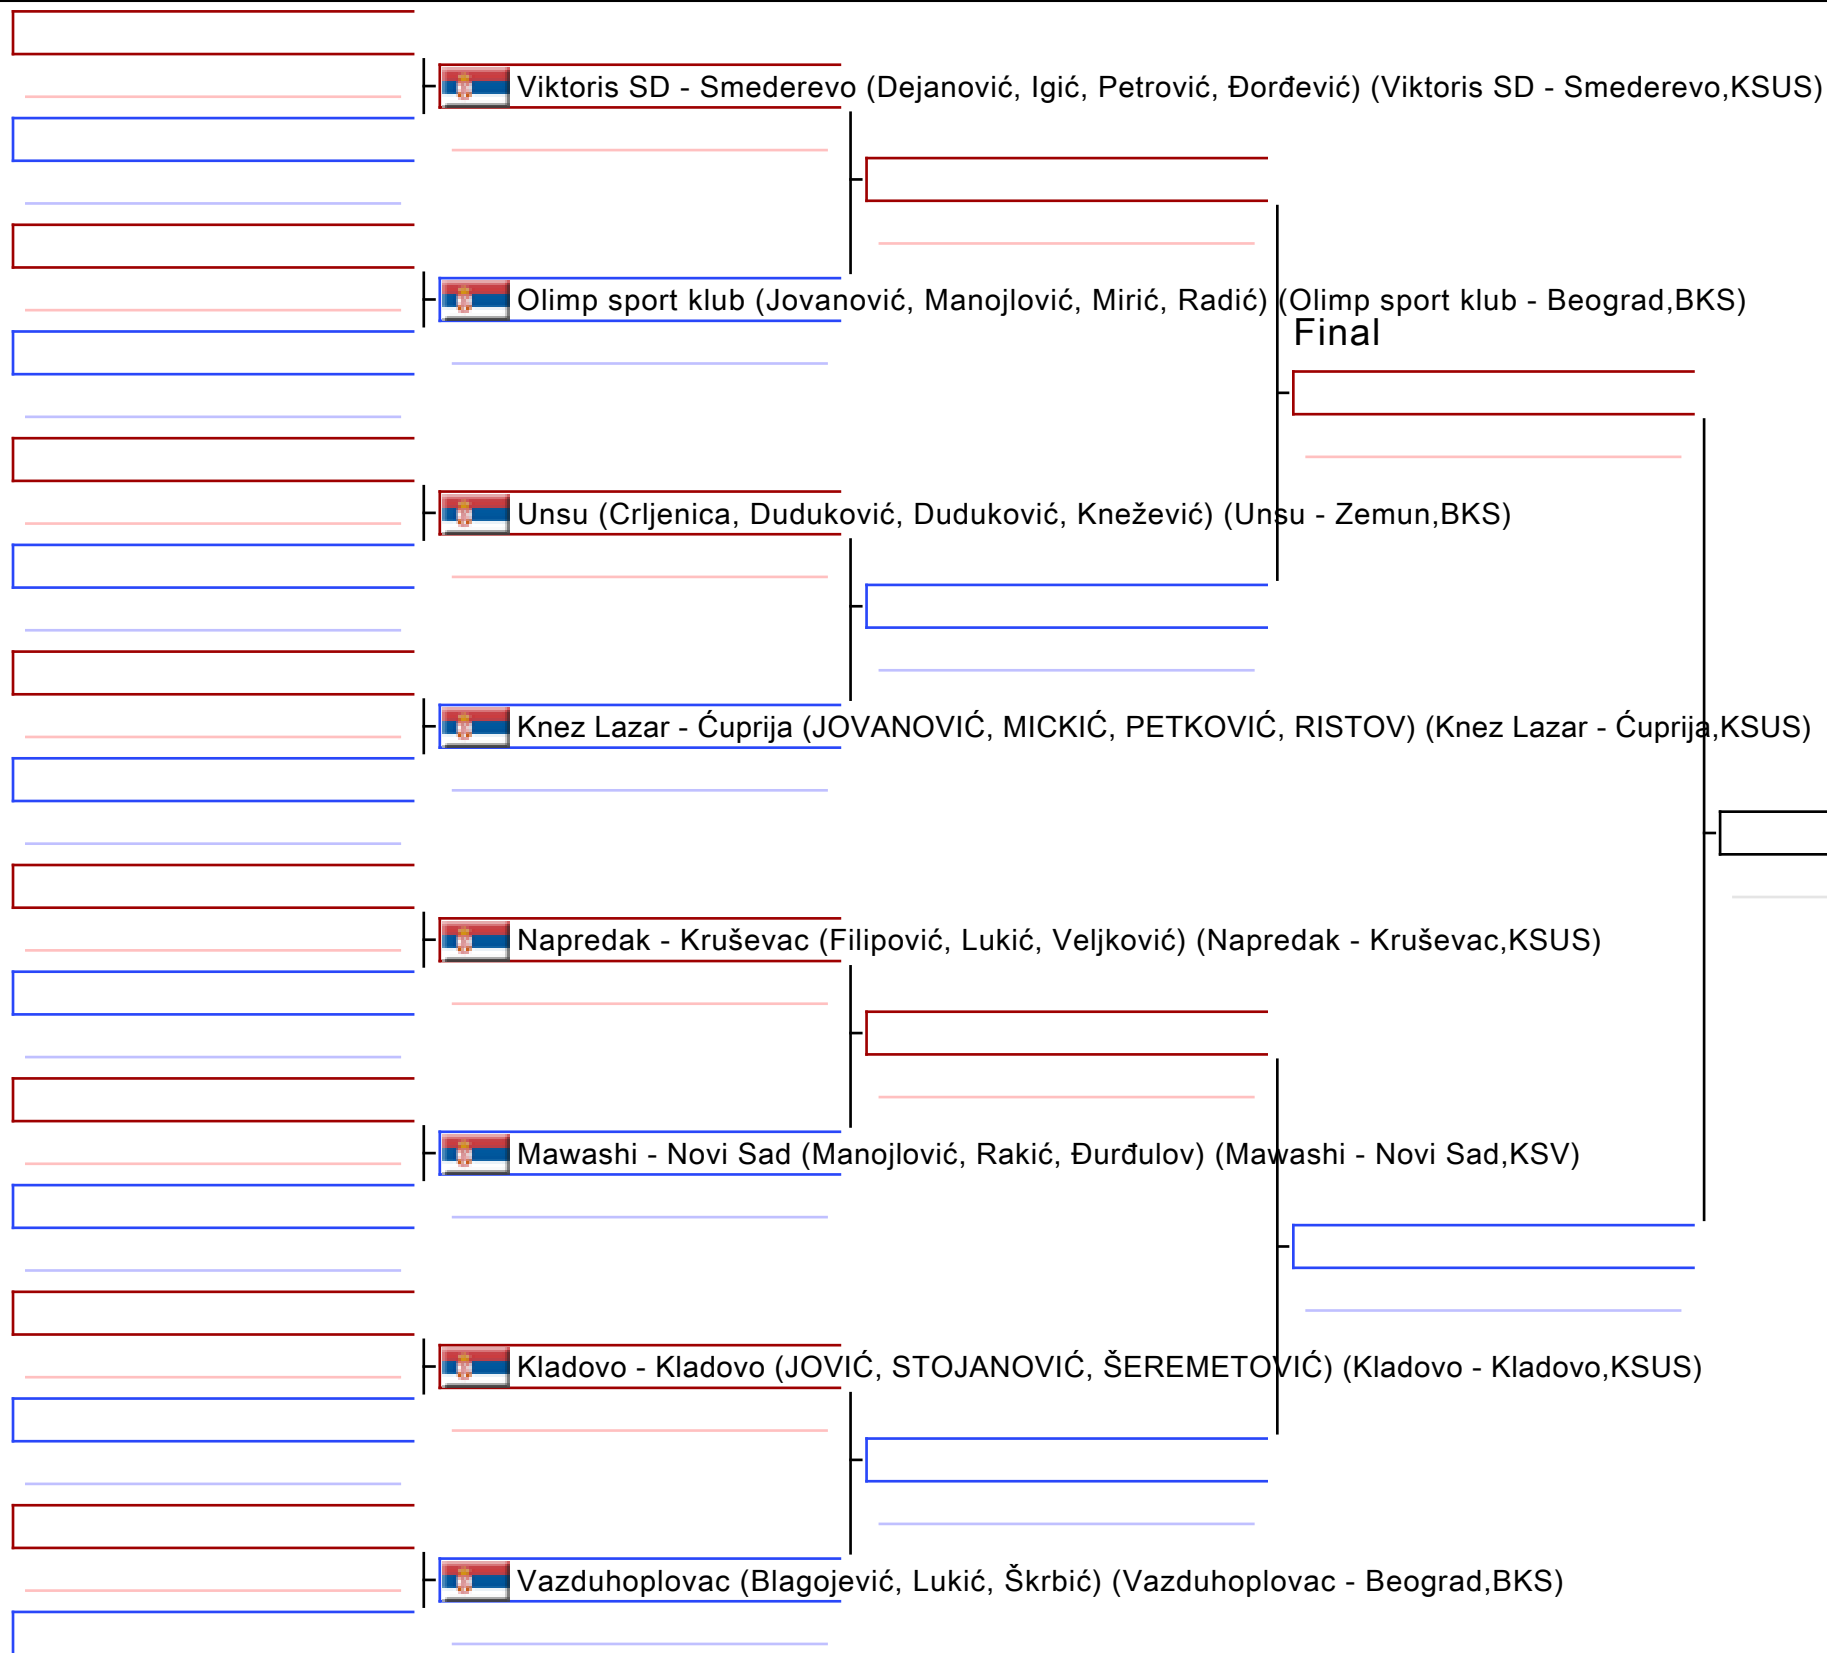 Viktoris SD - Smederevo (Dejanović, Igić, Petrović, Đorđević) (Viktoris SD - Smederevo,KSUS)
Olimp sport klub (Jovanović, Manojlović, Mirić, Radić) (Olimp sport klub - Beograd,BKS)
Final
Unsu (Crljenica, Duduković, Duduković, Knežević) (Unsu - Zemun,BKS)
Knez Lazar - Ćuprija (JOVANOVIĆ, MICKIĆ, PETKOVIĆ, RISTOV) (Knez Lazar - Ćuprija,KSUS)
Napredak - Kruševac (Filipović, Lukić, Veljković) (Napredak - Kruševac,KSUS)
Mawashi - Novi Sad (Manojlović, Rakić, Đurđulov) (Mawashi - Novi Sad,KSV)
Kladovo - Kladovo (JOVIĆ, STOJANOVIĆ, ŠEREMETOVIĆ) (Kladovo - Kladovo,KSUS)
Vazduhoplovac (Blagojević, Lukić, Škrbić) (Vazduhoplovac - Beograd,BKS)